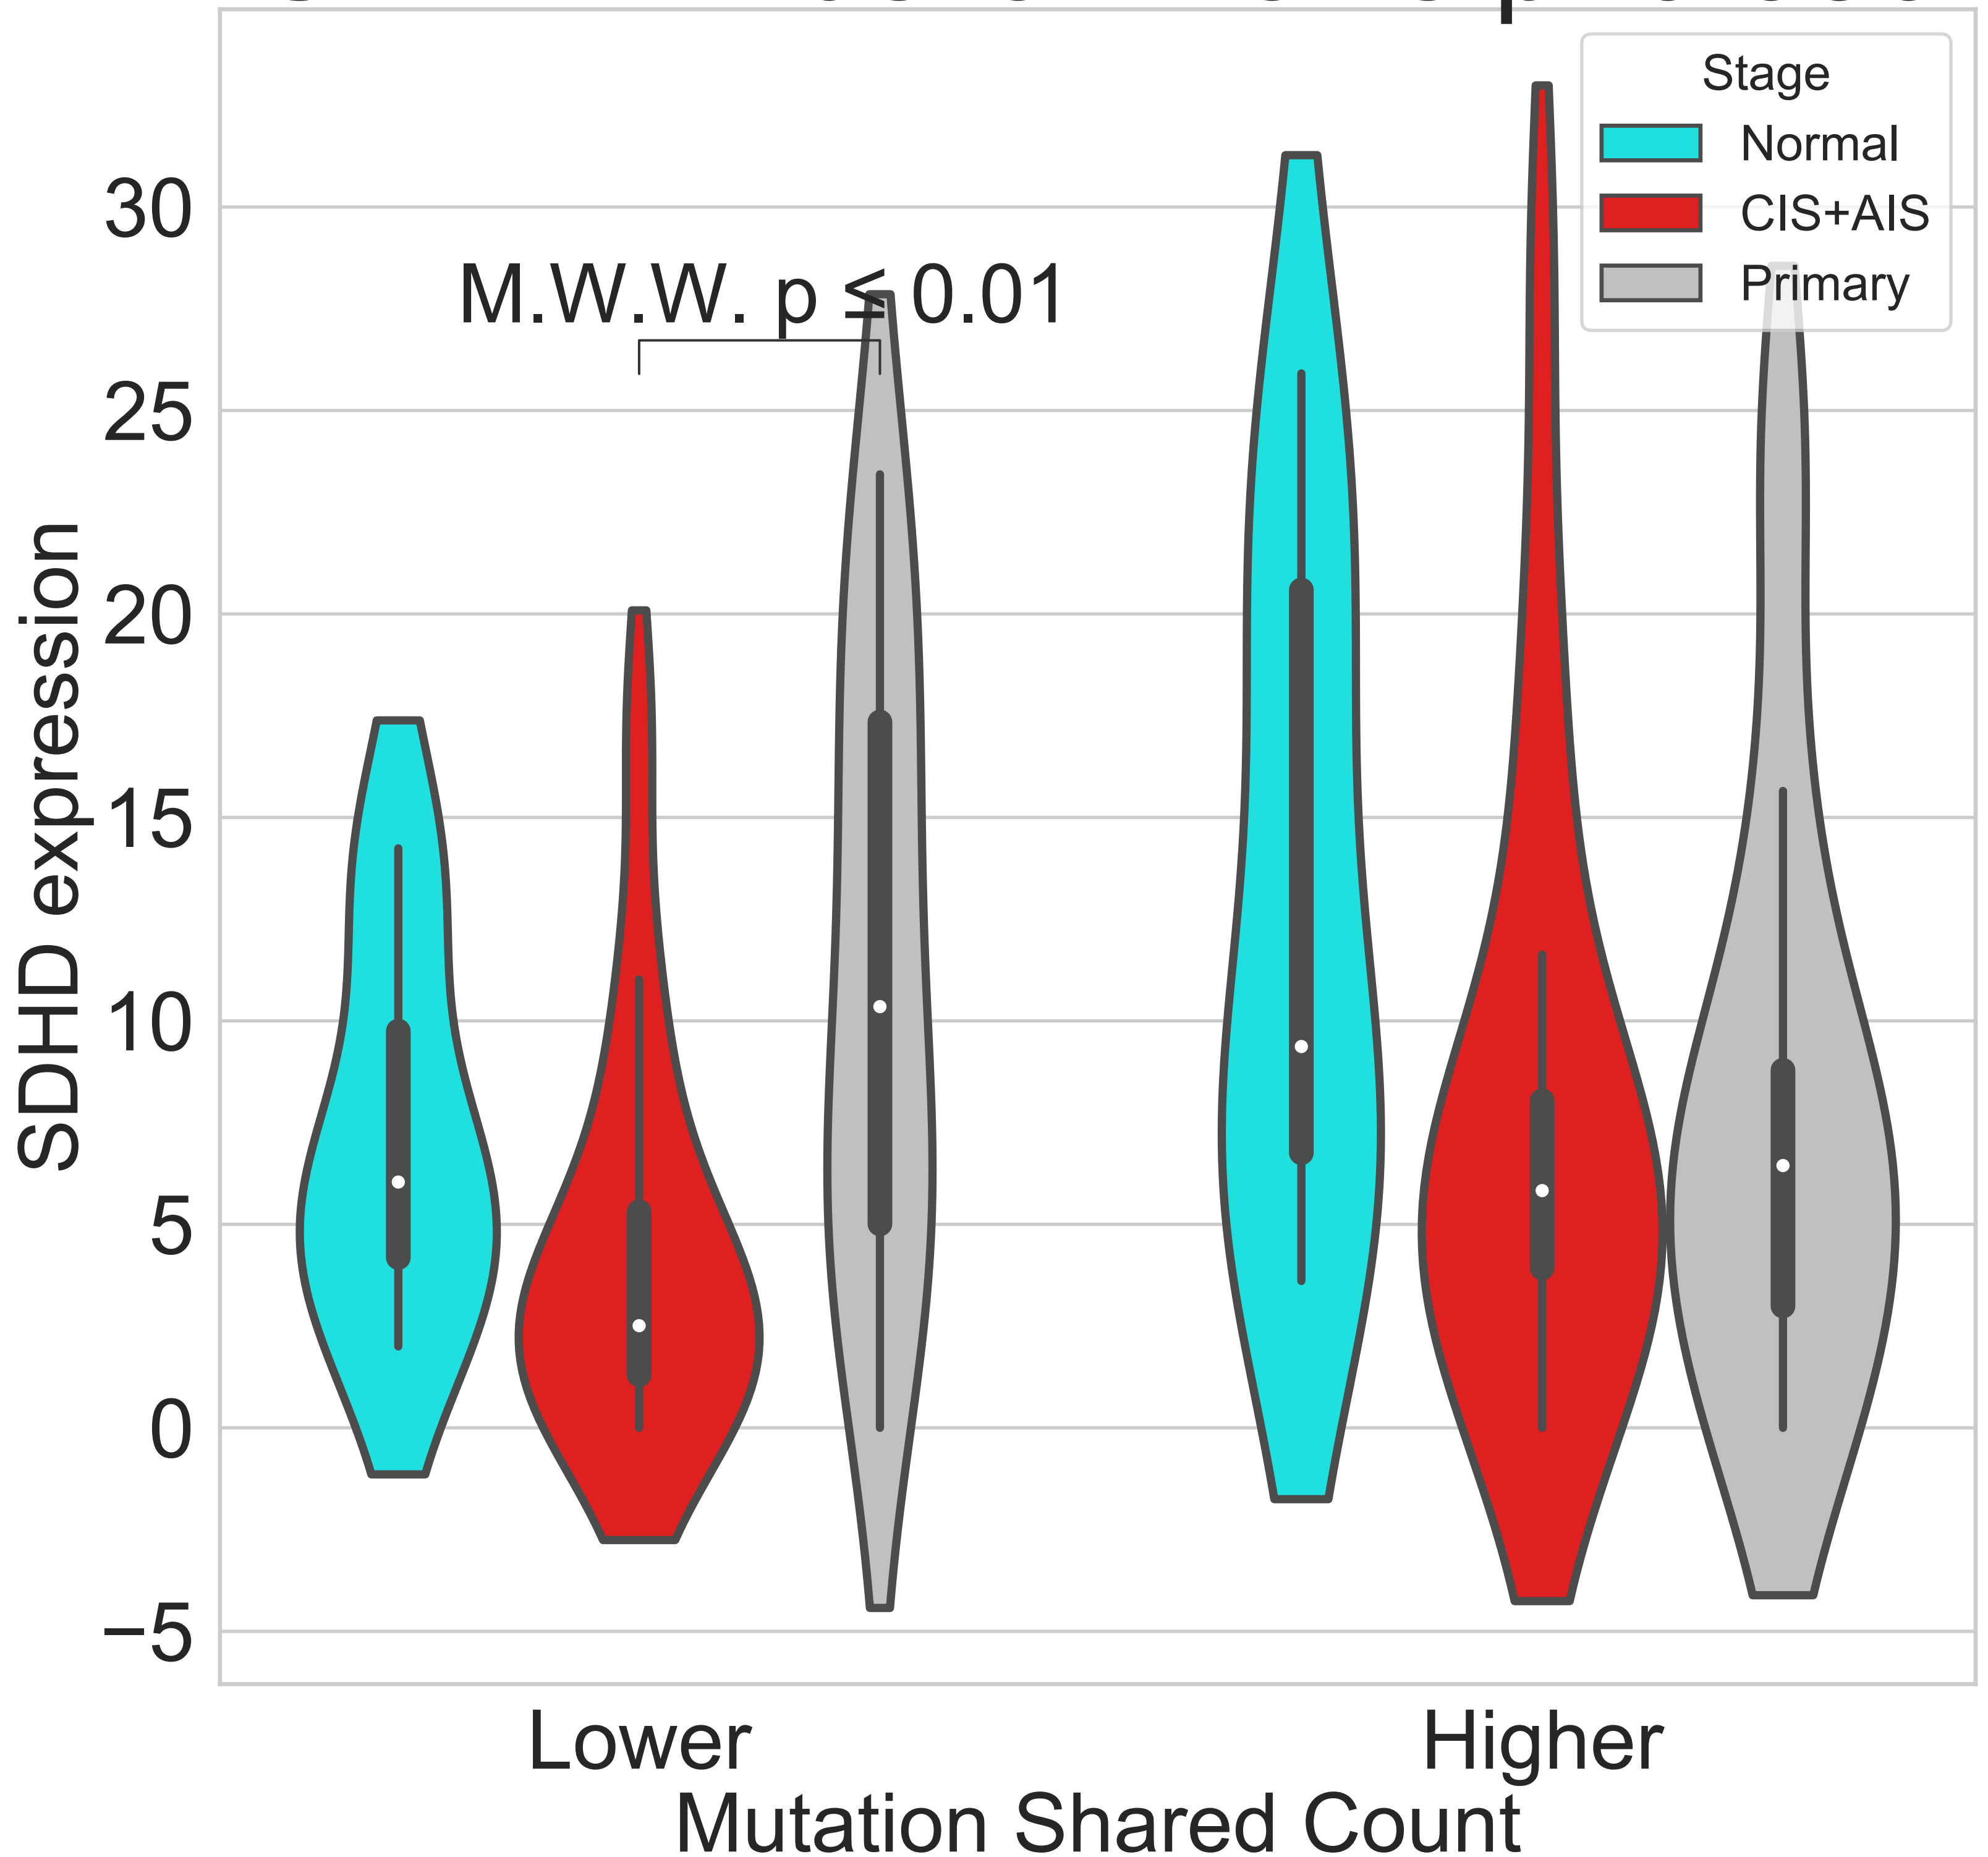 Stage
Normal
CIS+AIS
Primary
M.W.W. p ≤ 0.01
30
25
20
15
10
5
0
−5
SDHD expression
Lower
Higher
Mutation Shared Count